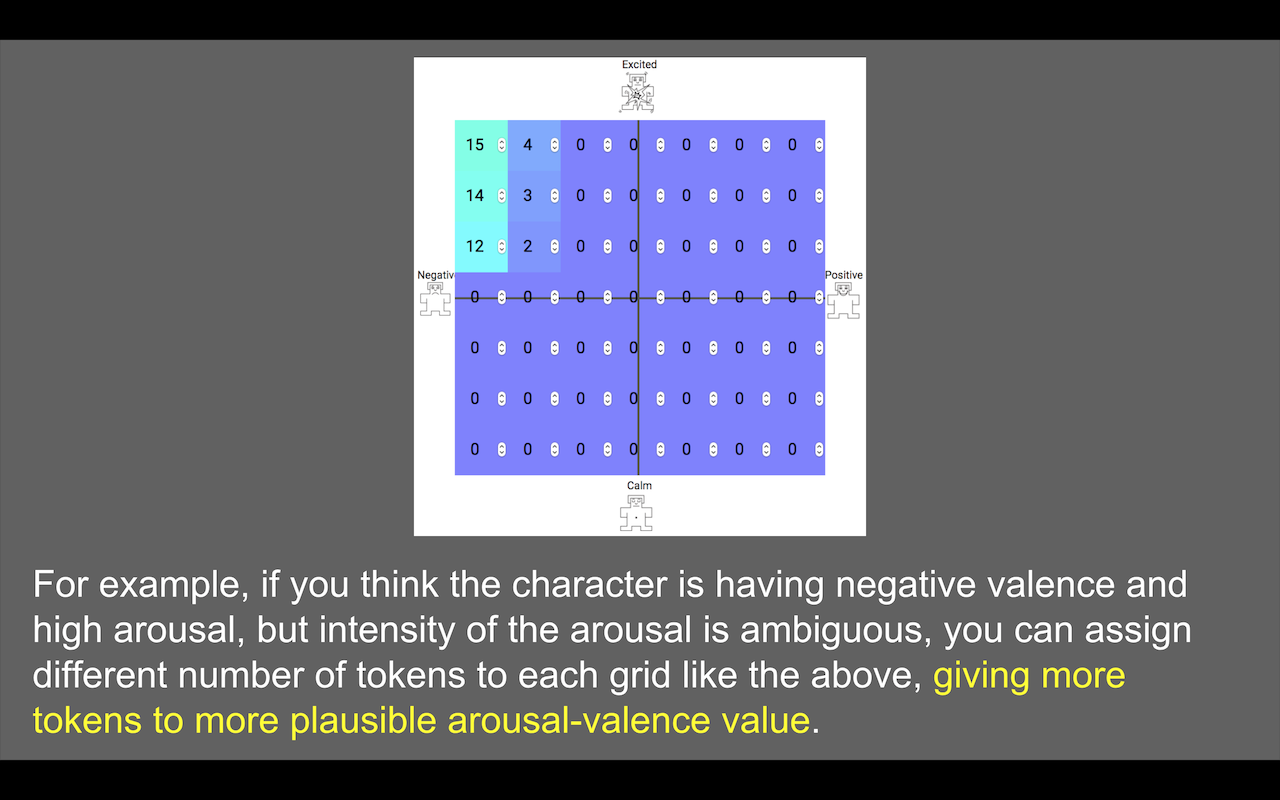 Excited
15 4 0 0 0 0 0
14 3 0 0 0 0 0
12 2 0 0 0 0 0
Negativ Positive
0 0 0 0 0 0 0
0 0 0 0 0 0 0
0 0 0 0 0 0 0
0 0 0 0 0 0 0
Calm
For example, if you think the character is having negative valence and
high arousal, but intensity of the arousal is ambiguous, you can assign
different number of tokens to each grid like the above, giving more
tokens to more plausible arousal-valence value.